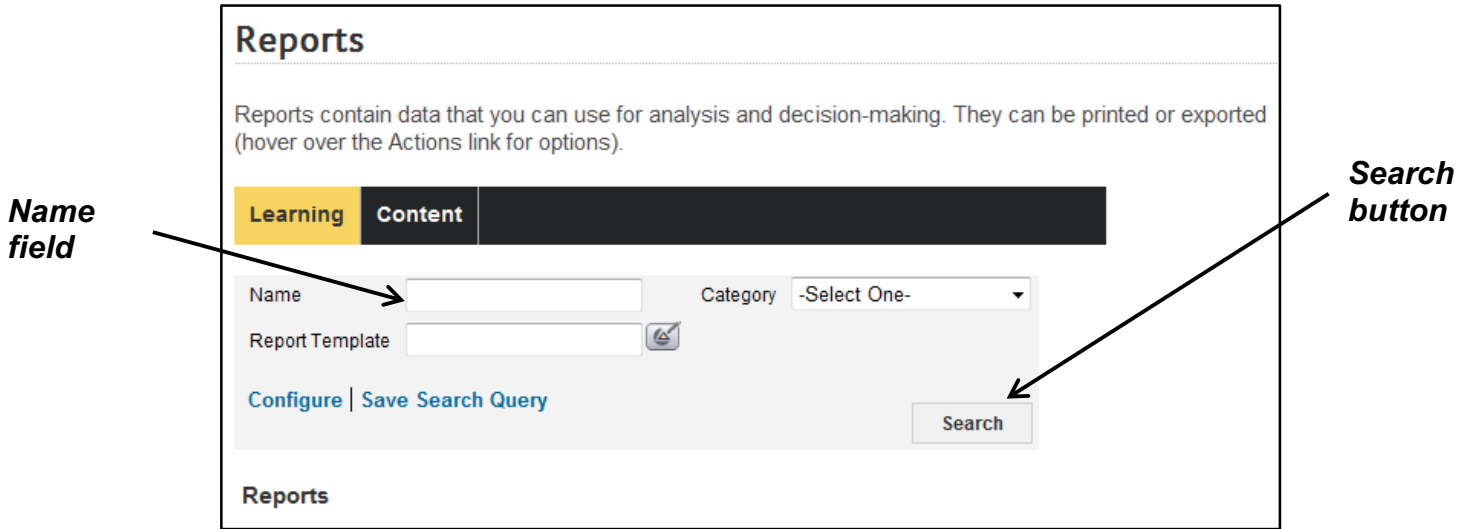 Reports
Reports contain data that you can use for analysis and decision-making. They can be printed or exported
(hover over the Actions link for options).
Search
button
Name
field
Learning Content
Name Category -Select One-
Report Template
Configure | Save Search Query
Search
Reports